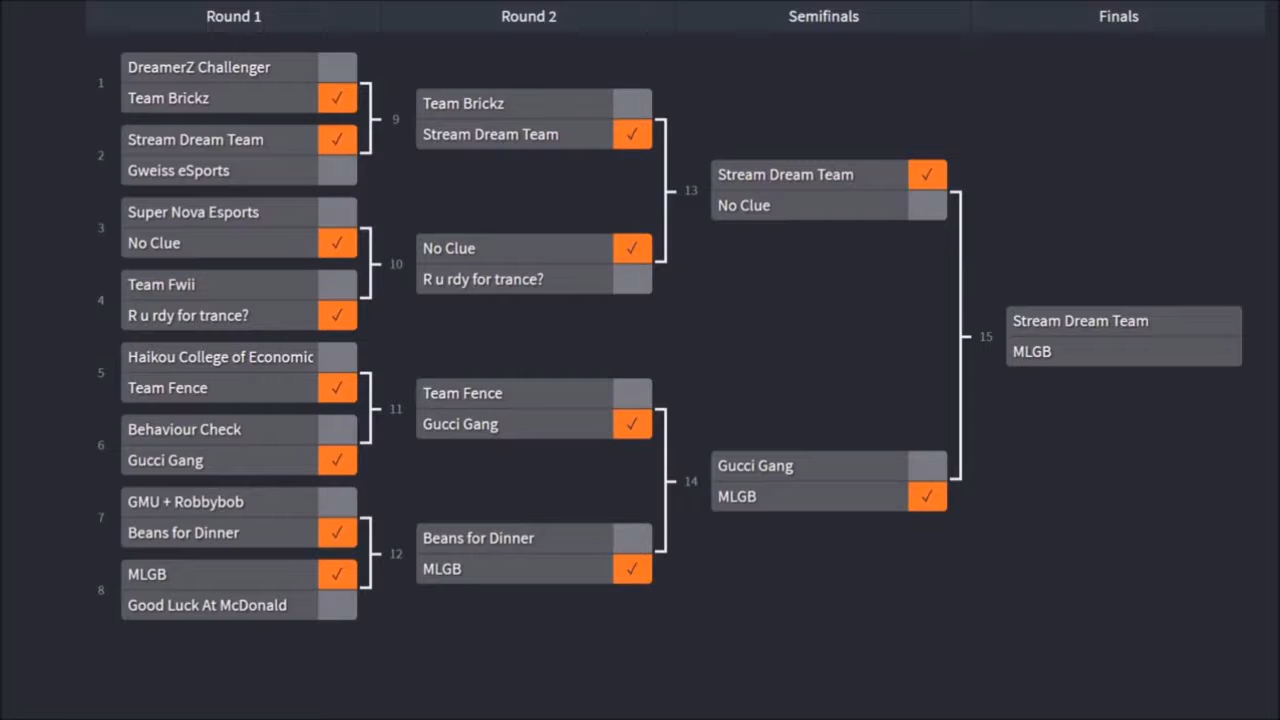 Round 1
Round 2
Semifinals
Finals
1
DreamerZ Challenger
Team Brickz ✓
2
Stream Dream Team ✓
Gweiss eSports
3
Super Nova Esports
No Clue ✓
4
Team Fwii
R u rdy for trance? ✓
5
Haikou College of Economic
Team Fence ✓
6
Behaviour Check
Gucci Gang ✓
7
GMU + Robbybob
Beans for Dinner ✓
8
MLGB ✓
Good Luck At McDonald
9
Team Brickz
Stream Dream Team ✓
10
No Clue ✓
R u rdy for trance?
11
Team Fence
Gucci Gang ✓
12
Beans for Dinner
MLGB ✓
13
Stream Dream Team ✓
No Clue
14
Gucci Gang
MLGB ✓
15
Stream Dream Team
MLGB